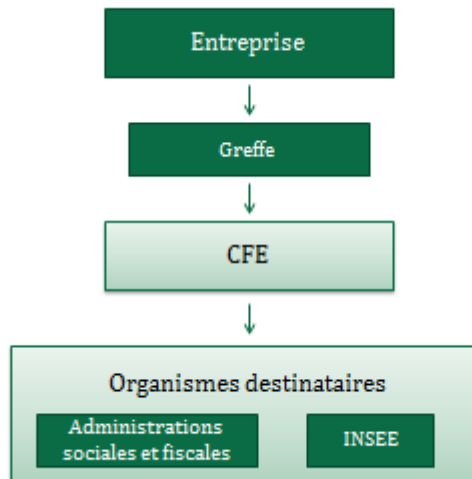 Entreprise
Greffe
CFE
Organismes destinataires
Administrations
sociales et fiscales
INSEE